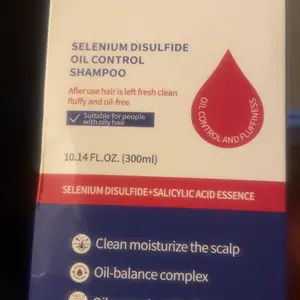 SELENIUM DISULFIDE
OIL CONTROL
SHAMPOO
After use hair is left fresh clean
fluffy and oil-free.
Suitable for people
with oily hair
OIL CONTROL AND FLUFFINESS
10.14 FL.OZ. (300ml)
SELENIUM DISULFIDE+SALICYLIC ACID ESSENCE
Clean moisturize the scalp
Oil-balance complex